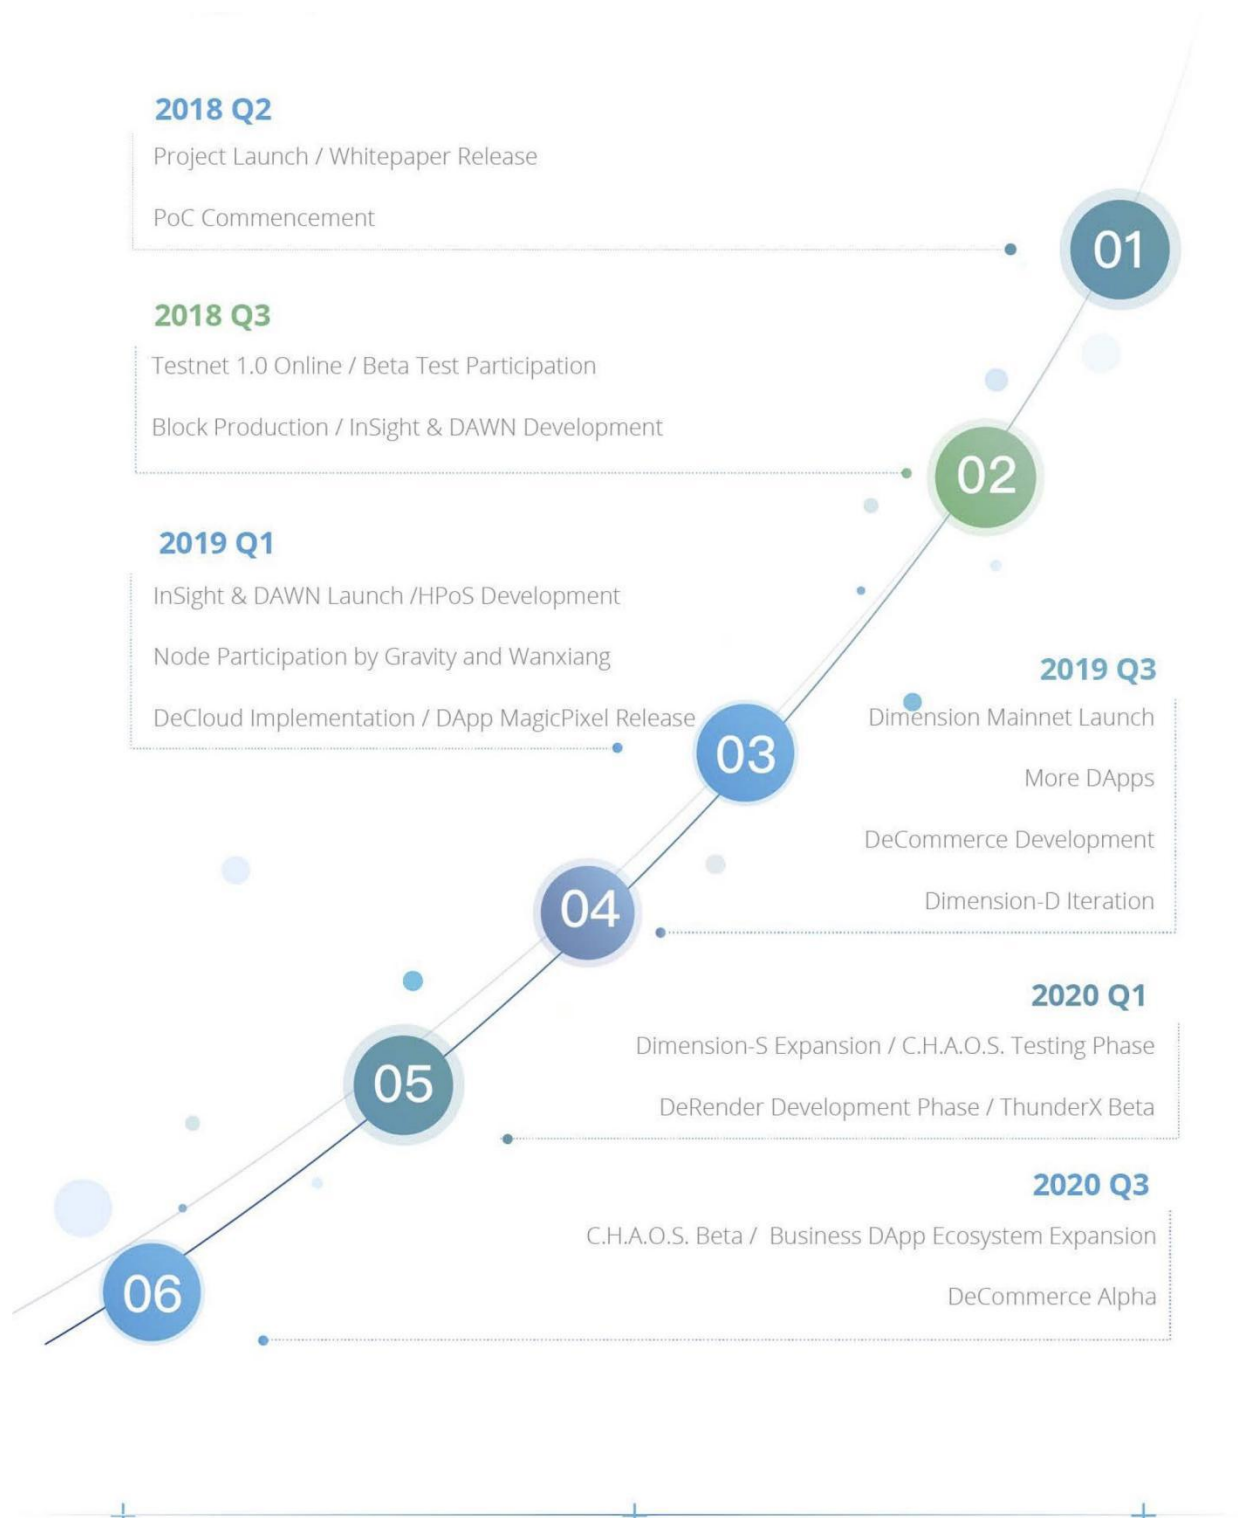 2018 Q2
Project Launch / Whitepaper Release
PoC Commencement
01
2018 Q3
Testnet 1.0 Online / Beta Test Participation
Block Production / InSight & DAWN Development
02
2019 Q1
InSight & DAWN Launch /HPoS Development
Node Participation by Gravity and Wanxiang
DeCloud Implementation / DApp MagicPixel Release
03
2019 Q3
Dimension Mainnet Launch
More DApps
DeCommerce Development
Dimension-D Iteration
04
2020 Q1
Dimension-S Expansion / C.H.A.O.S. Testing Phase
DeRender Development Phase / ThunderX Beta
05
2020 Q3
C.H.A.O.S. Beta /  Business DApp Ecosystem Expansion
DeCommerce Alpha
06